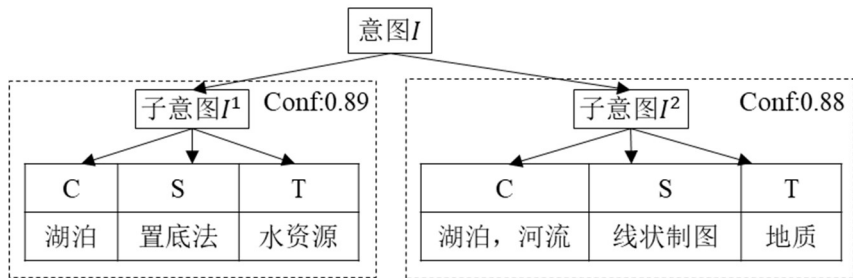 意图I
子意图I¹ Conf:0.89
C S T
湖泊 置底法 水资源
子意图I² Conf:0.88
C S T
湖泊，河流 线状制图 地质